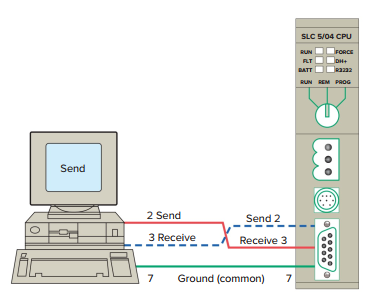 SLC 5/04 CPU
RUN FORCE
FLT DH+
BATT RS232
RUN REM PROG
Send
2 Send Send 2
3 Receive Receive 3
7 Ground (common) 7